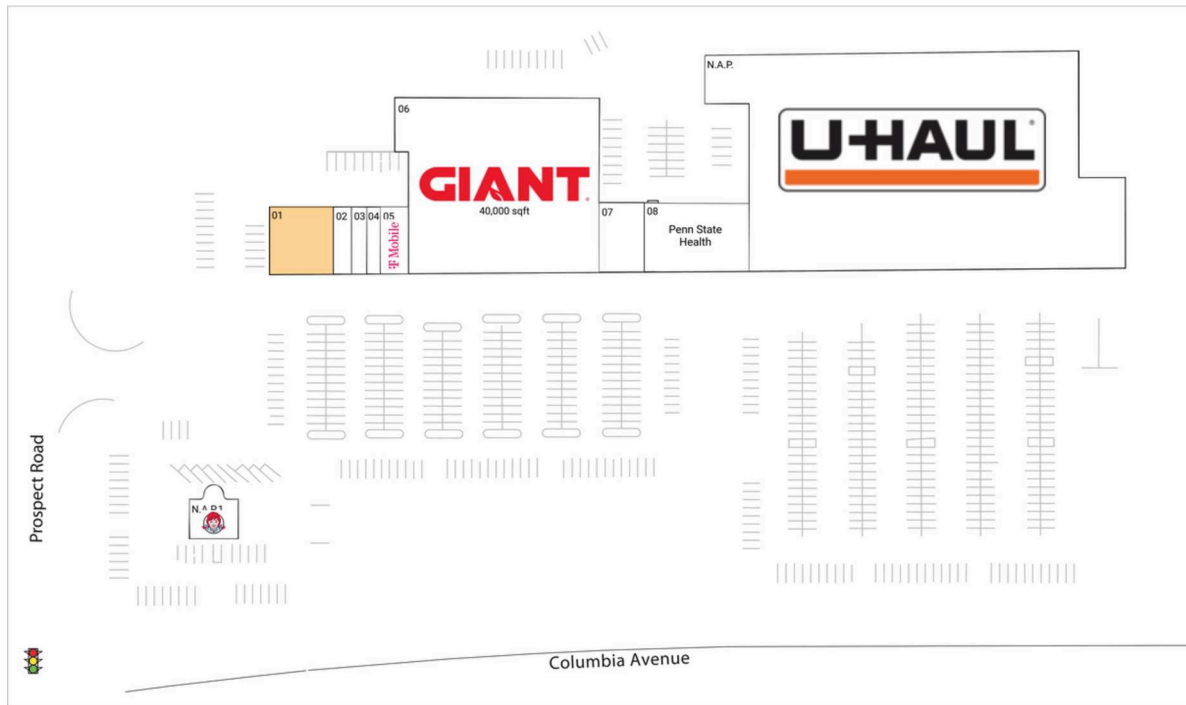 N.A.P.
U-HAUL®
06
GIANT®
40,000 sqft
01
02
03
04
05
T Mobile
07
08
Penn State
Health
Prospect Road
N.A.P1
Columbia Avenue